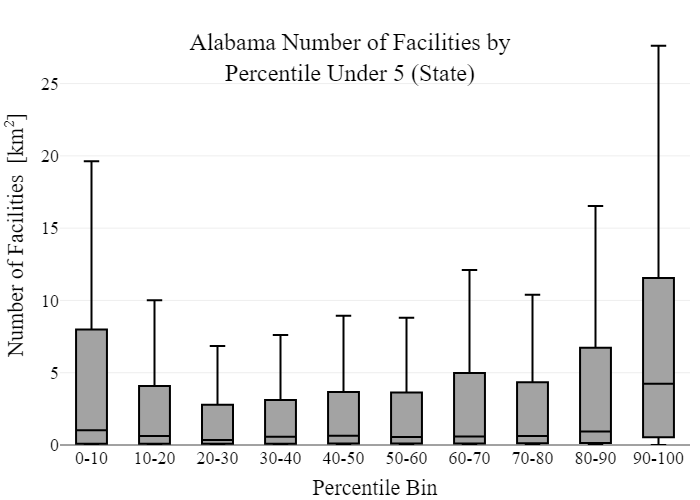 Alabama Number of Facilities by
Percentile Under 5 (State)
Number of Facilities [km²]
25
20
15
10
5
0
0-10 10-20 20-30 30-40 40-50 50-60 60-70 70-80 80-90 90-100
Percentile Bin